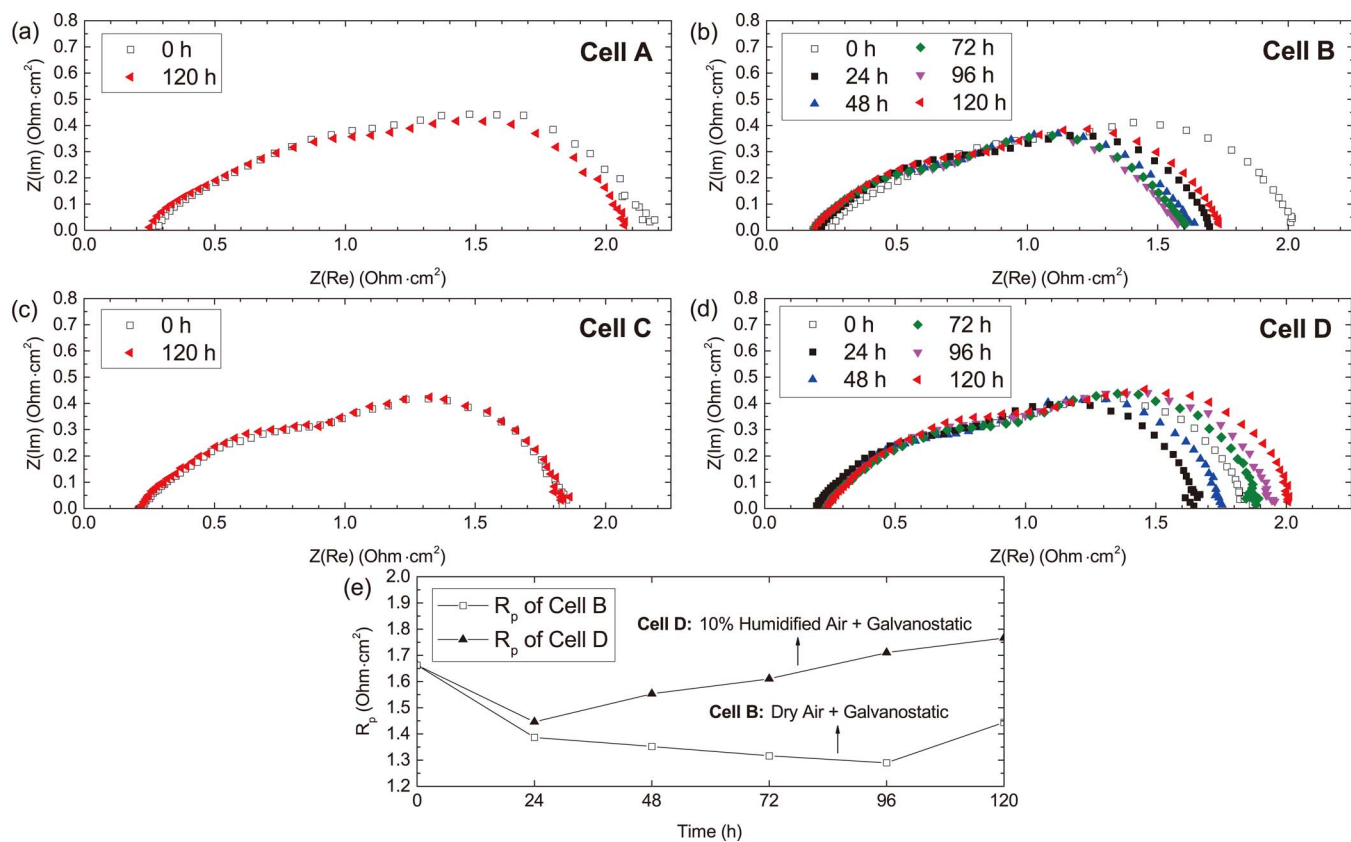 (a)
0.8
0.7
0.6
0.5
0.4
0.3
0.2
0.1
0.0
Z(Im) (Ohm·cm²)
0 h
120 h
Cell A
0.0 0.5 1.0 1.5 2.0
Z(Re) (Ohm·cm²)
(b)
0.8
0.7
0.6
0.5
0.4
0.3
0.2
0.1
0.0
Z(Im) (Ohm·cm²)
0 h 72 h
24 h 96 h
48 h 120 h
Cell B
0.0 0.5 1.0 1.5 2.0
Z(Re) (Ohm·cm²)
(c)
0.8
0.7
0.6
0.5
0.4
0.3
0.2
0.1
0.0
Z(Im) (Ohm·cm²)
0 h
120 h
Cell C
0.0 0.5 1.0 1.5 2.0
Z(Re) (Ohm·cm²)
(d)
0.8
0.7
0.6
0.5
0.4
0.3
0.2
0.1
0.0
Z(Im) (Ohm·cm²)
0 h 72 h
24 h 96 h
48 h 120 h
Cell D
0.0 0.5 1.0 1.5 2.0
Z(Re) (Ohm·cm²)
(e)
2.0
1.9
1.8
1.7
1.6
1.5
1.4
1.3
1.2
Rₚ (Ohm·cm²)
Rₚ of Cell B
Rₚ of Cell D
Cell D: 10% Humidified Air + Galvanostatic
Cell B: Dry Air + Galvanostatic
0 24 48 72 96 120
Time (h)